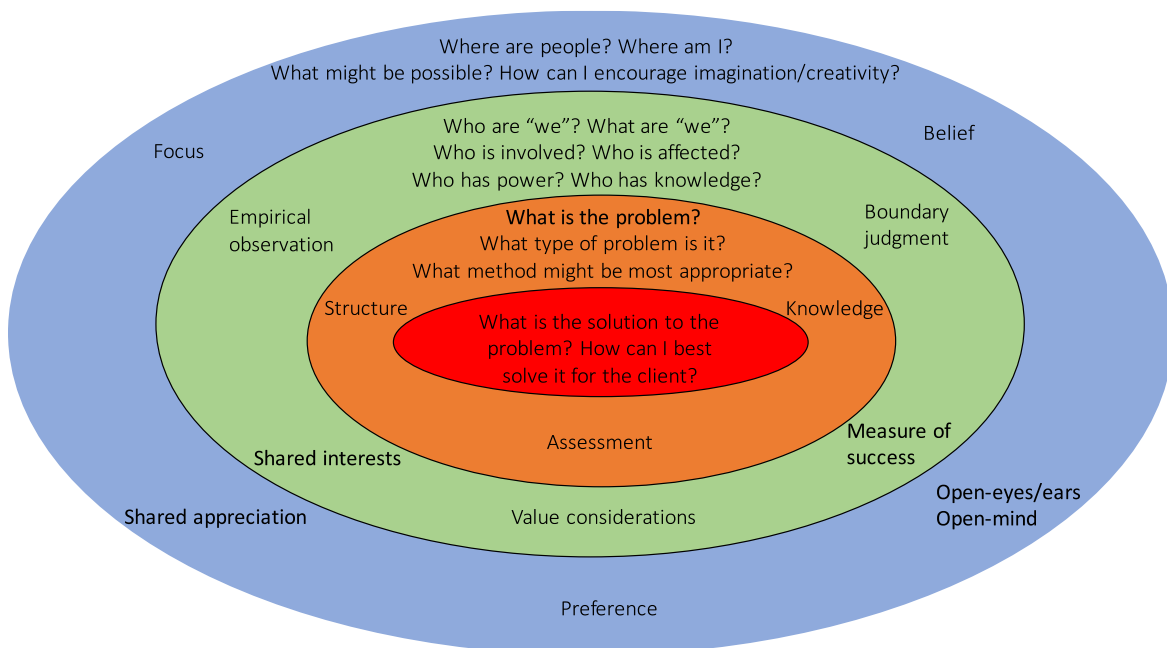 Where are people? Where am I?
What might be possible? How can I encourage imagination/creativity?
Focus
Belief
Who are “we”? What are “we”?
Who is involved? Who is affected?
Who has power? Who has knowledge?
Empirical
observation
Boundary
judgment
What is the problem?
What type of problem is it?
What method might be most appropriate?
Structure
Knowledge
What is the solution to the
problem? How can I best
solve it for the client?
Assessment
Shared interests
Measure of
success
Shared appreciation
Value considerations
Open-eyes/ears
Open-mind
Preference